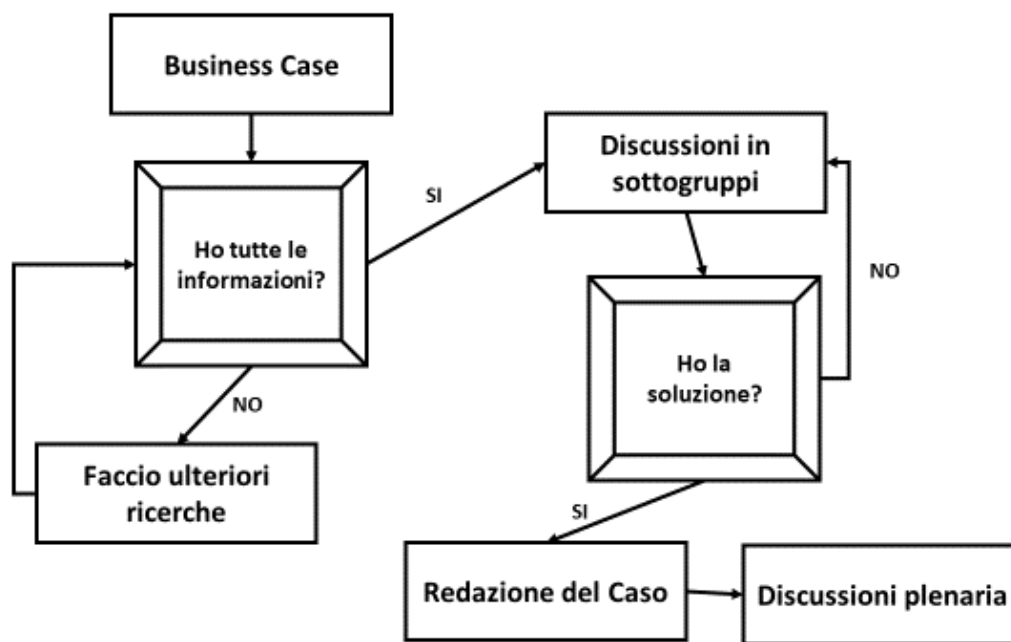 Business Case
Ho tutte le
informazioni?
SI
NO
Faccio ulteriori
ricerche
Discussioni in
sottogruppi
NO
Ho la
soluzione?
SI
Redazione del Caso
Discussioni plenaria